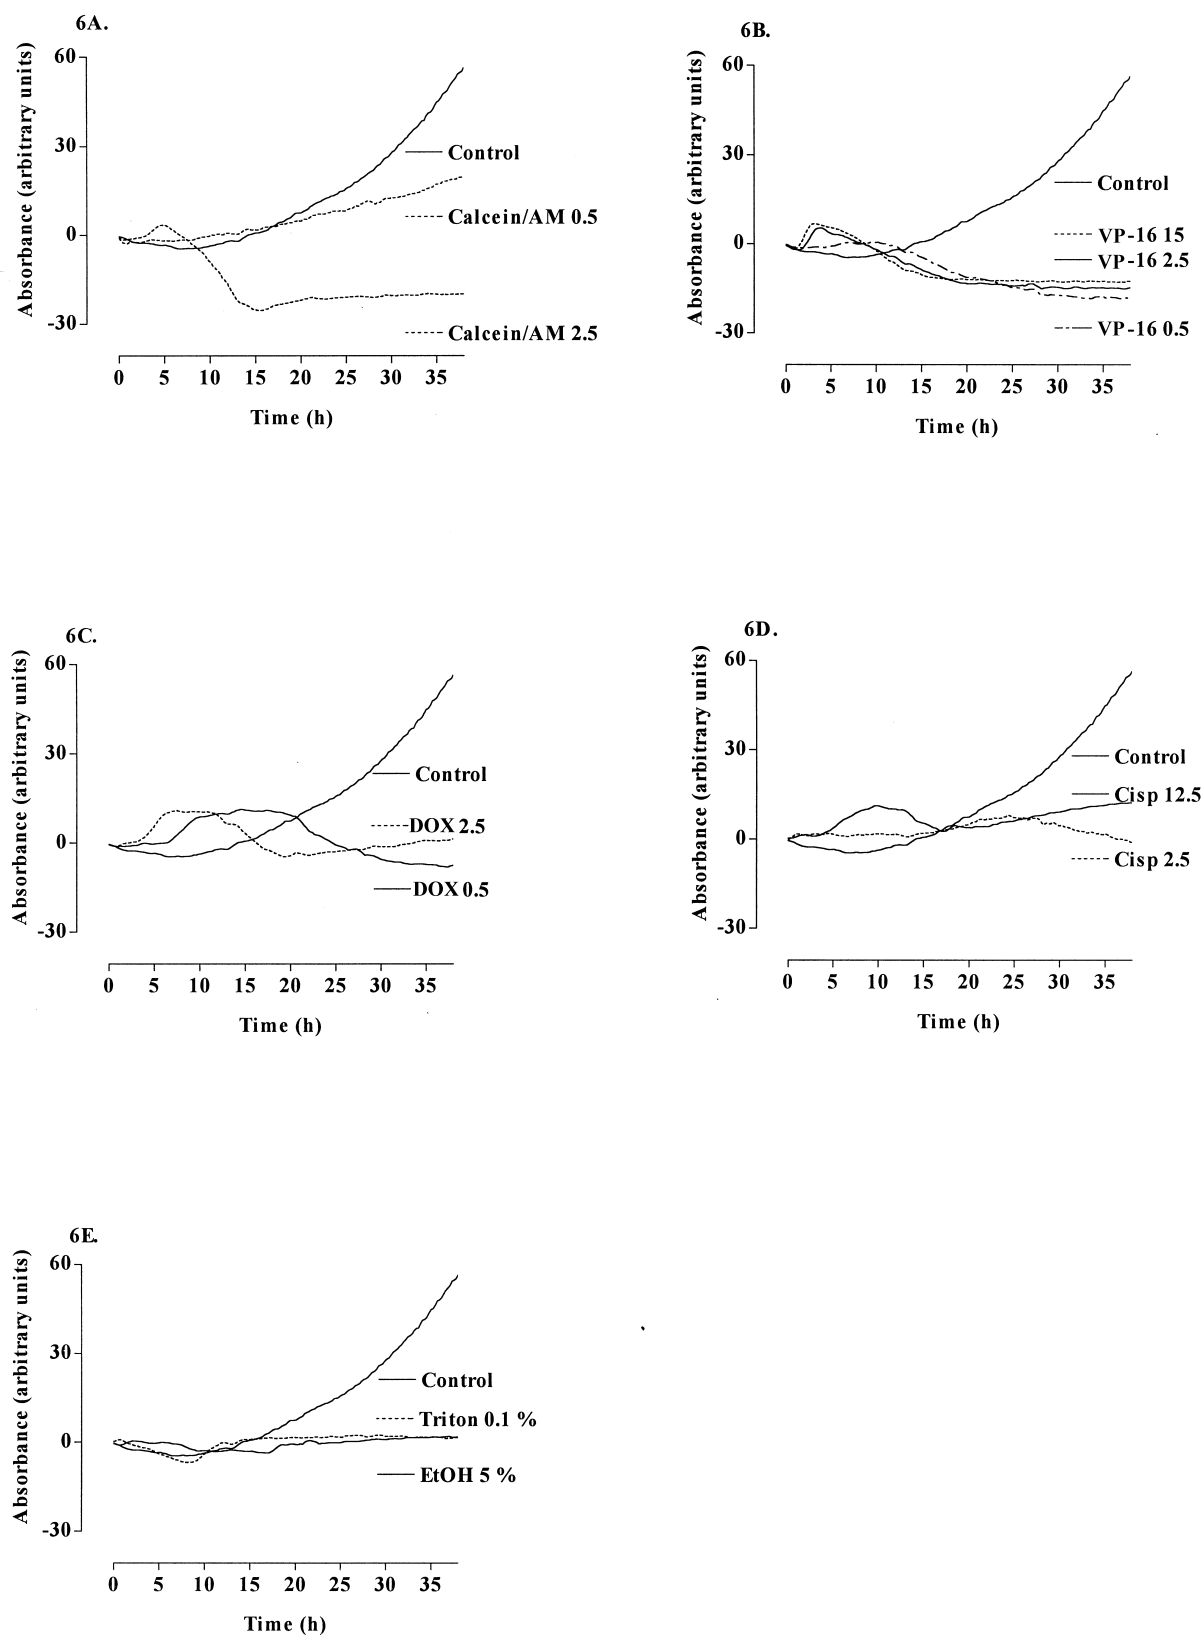 6A.
Absorbance (arbitrary units)
60
30
0
-30
Control
Calcein/AM 0.5
Calcein/AM 2.5
0 5 10 15 20 25 30 35
Time (h)
6B.
Absorbance (arbitrary units)
60
30
0
-30
Control
VP-16 15
VP-16 2.5
VP-16 0.5
0 5 10 15 20 25 30 35
Time (h)
6C.
Absorbance (arbitrary units)
60
30
0
-30
Control
DOX 2.5
DOX 0.5
0 5 10 15 20 25 30 35
Time (h)
6D.
Absorbance (arbitrary units)
60
30
0
-30
Control
Cisp 12.5
Cisp 2.5
0 5 10 15 20 25 30 35
Time (h)
6E.
Absorbance (arbitrary units)
60
30
0
-30
Control
Triton 0.1 %
EtOH 5 %
0 5 10 15 20 25 30 35
Time (h)